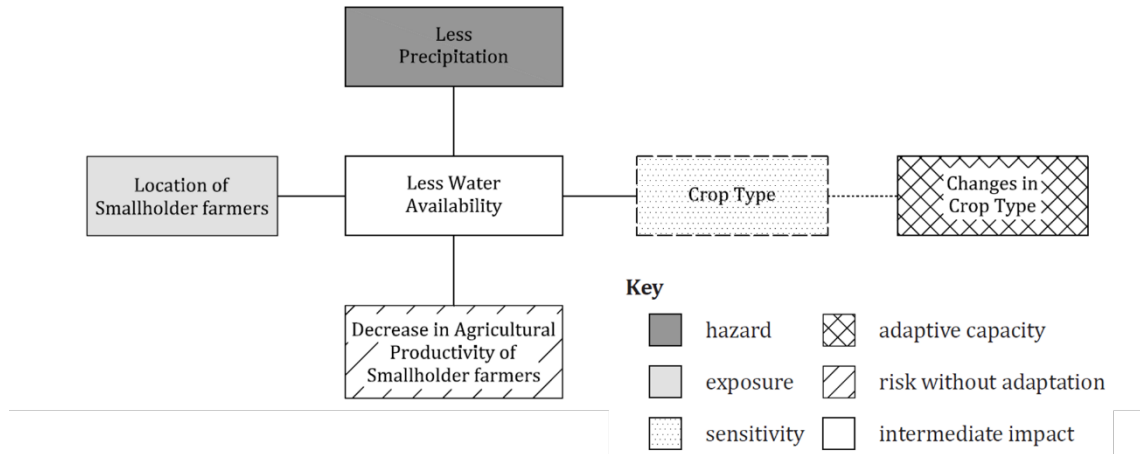 Less
Precipitation
Location of
Smallholder farmers
Less Water
Availability
Crop Type
Changes in
Crop Type
Decrease in Agricultural
Productivity of
Smallholder farmers
Key
hazard
adaptive capacity
exposure
risk without adaptation
sensitivity
intermediate impact